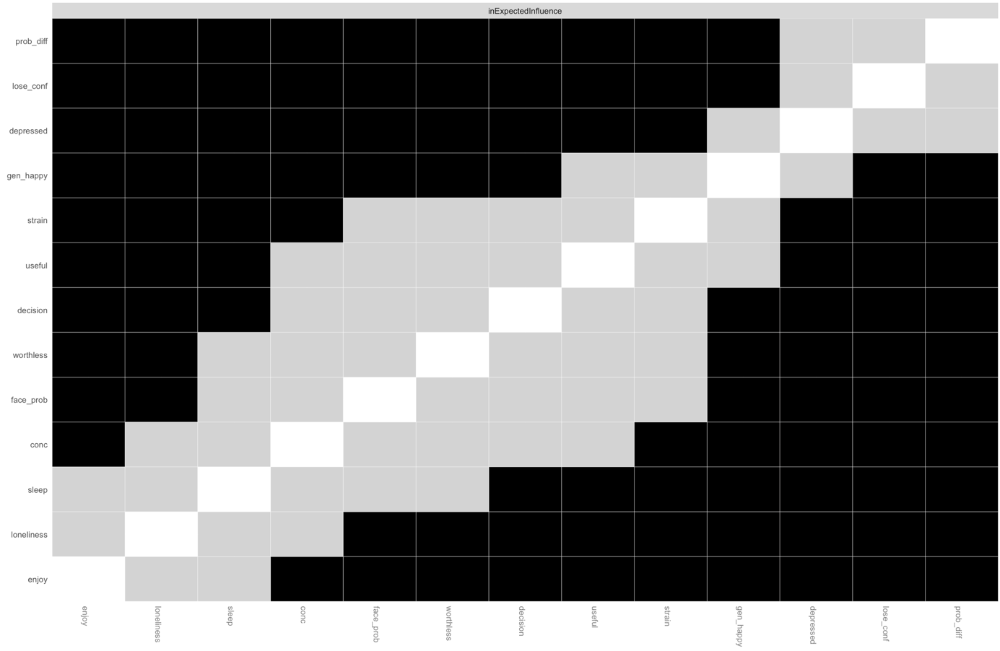 inExpectedInfluence
prob_diff
lose_conf
depressed
gen_happy
strain
useful
decision
worthless
face_prob
conc
sleep
loneliness
enjoy
enjoy
loneliness
sleep
conc
face_prob
worthless
decision
useful
strain
gen_happy
depressed
lose_conf
prob_diff